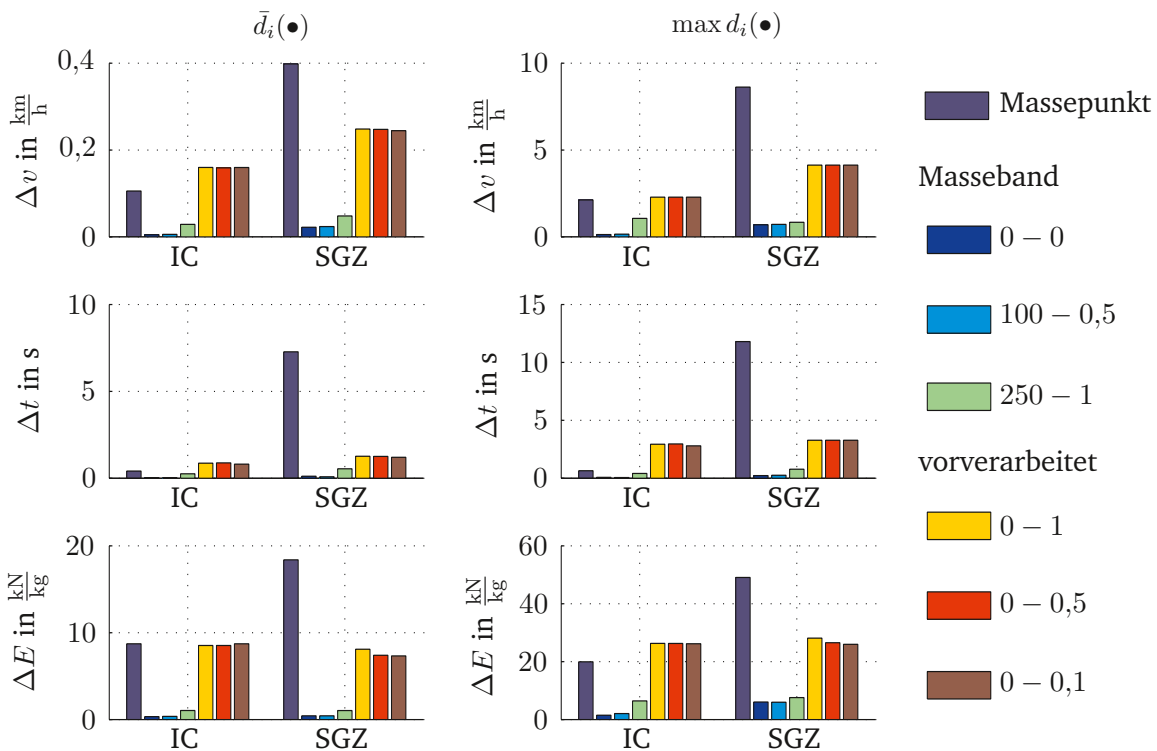 d̄ᵢ(●)
max dᵢ(●)
0,4
0,2
0
Δv in km/h
IC
SGZ
10
5
0
Δv in km/h
IC
SGZ
10
5
0
Δt in s
IC
SGZ
15
10
5
0
Δt in s
IC
SGZ
20
10
0
ΔE in kN/kg
IC
SGZ
60
40
20
0
ΔE in kN/kg
IC
SGZ
Massepunkt
Masseband
0 − 0
100 − 0,5
250 − 1
vorverarbeitet
0 − 1
0 − 0,5
0 − 0,1